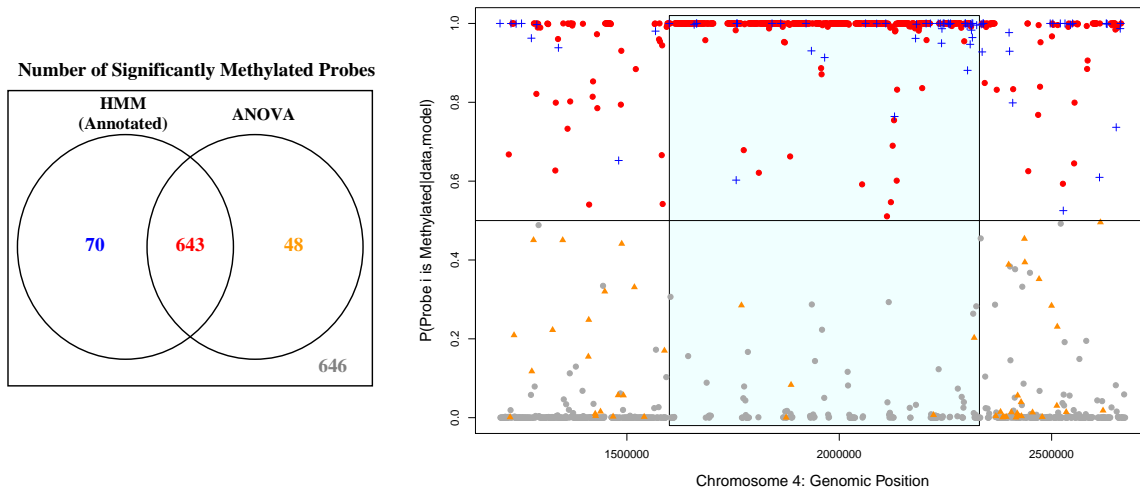 Number of Significantly Methylated Probes
HMM
(Annotated)
ANOVA
70
643
48
646
P(Probe i is Methylated|data,model)
1.0
0.8
0.6
0.4
0.2
0.0
1500000
2000000
2500000
Chromosome 4: Genomic Position